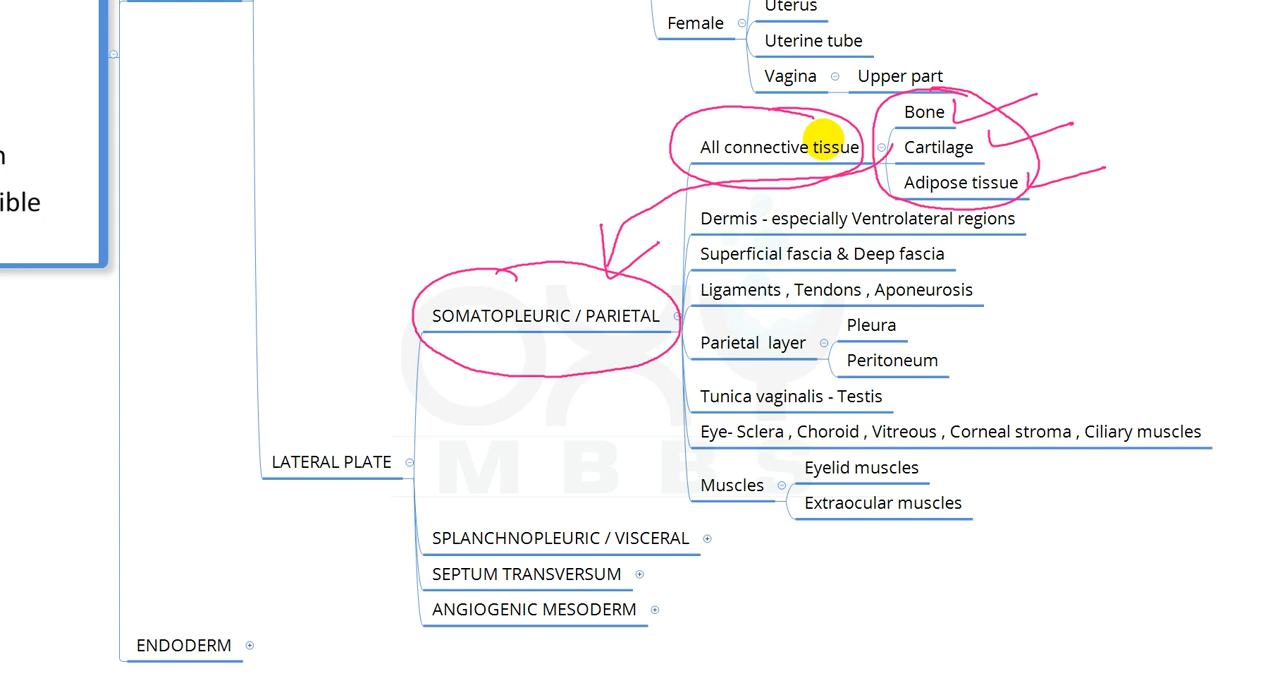 Uterus
Female
Uterine tube
Vagina
Upper part
Bone
All connective tissue
Cartilage
Adipose tissue
Dermis - especially Ventrolateral regions
ible
Superficial fascia & Deep fascia
Ligaments , Tendons , Aponeurosis
SOMATOPLEURIC / PARIETAL
Pleura
Parietal layer
Peritoneum
Tunica vaginalis - Testis
Eye- Sclera , Choroid , Vitreous , Corneal stroma , Ciliary muscles
LATERAL PLATE
MBBS
Eyelid muscles
Muscles
Extraocular muscles
SPLANCHNOPLEURIC / VISCERAL
SEPTUM TRANSVERSUM
ANGIOGENIC MESODERM
ENDODERM